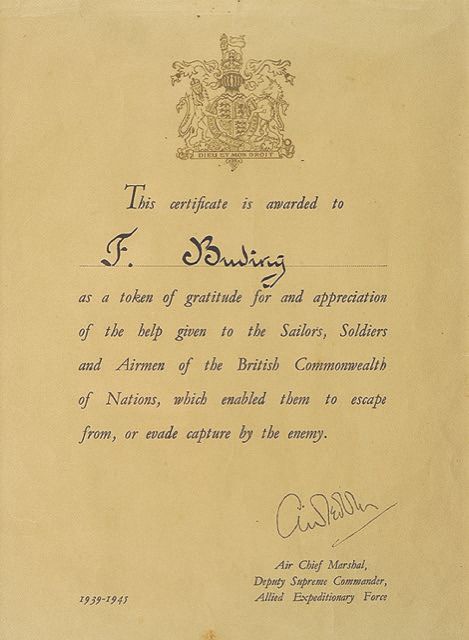 DIEU ET MON DROIT
This certificate is awarded to
F. Buding
as a token of gratitude for and appreciation
of the help given to the Sailors, Soldiers
and Airmen of the British Commonwealth
of Nations, which enabled them to escape
from, or evade capture by the enemy.
Air Chief Marshal,
Deputy Supreme Commander,
1939-1945 Allied Expeditionary Force